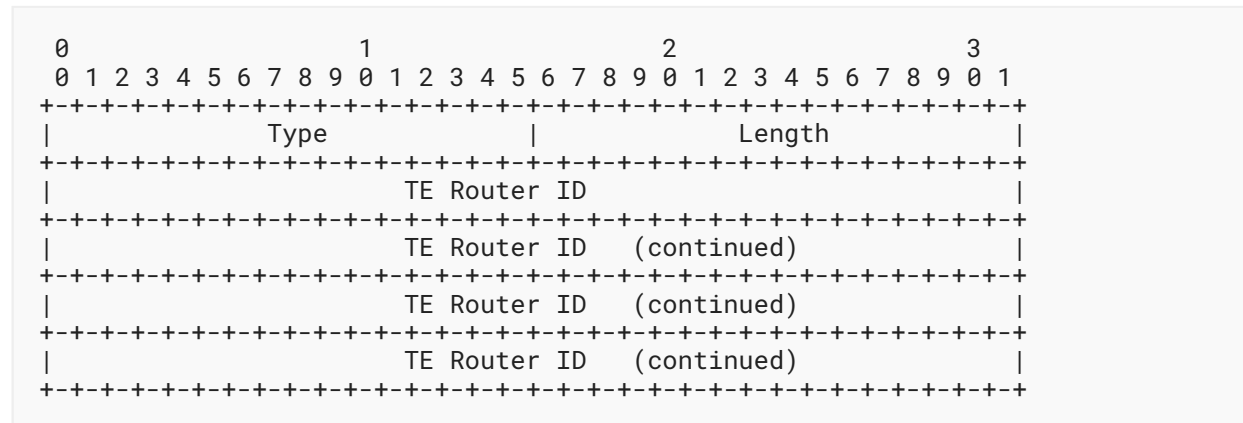 0                   1                   2                   3
 0 1 2 3 4 5 6 7 8 9 0 1 2 3 4 5 6 7 8 9 0 1 2 3 4 5 6 7 8 9 0 1
+-+-+-+-+-+-+-+-+-+-+-+-+-+-+-+-+-+-+-+-+-+-+-+-+-+-+-+-+-+-+-+-+
|              Type             |             Length            |
+-+-+-+-+-+-+-+-+-+-+-+-+-+-+-+-+-+-+-+-+-+-+-+-+-+-+-+-+-+-+-+-+
|                       TE Router ID                            |
+-+-+-+-+-+-+-+-+-+-+-+-+-+-+-+-+-+-+-+-+-+-+-+-+-+-+-+-+-+-+-+-+
|                       TE Router ID   (continued)              |
+-+-+-+-+-+-+-+-+-+-+-+-+-+-+-+-+-+-+-+-+-+-+-+-+-+-+-+-+-+-+-+-+
|                       TE Router ID   (continued)              |
+-+-+-+-+-+-+-+-+-+-+-+-+-+-+-+-+-+-+-+-+-+-+-+-+-+-+-+-+-+-+-+-+
|                       TE Router ID   (continued)              |
+-+-+-+-+-+-+-+-+-+-+-+-+-+-+-+-+-+-+-+-+-+-+-+-+-+-+-+-+-+-+-+-+